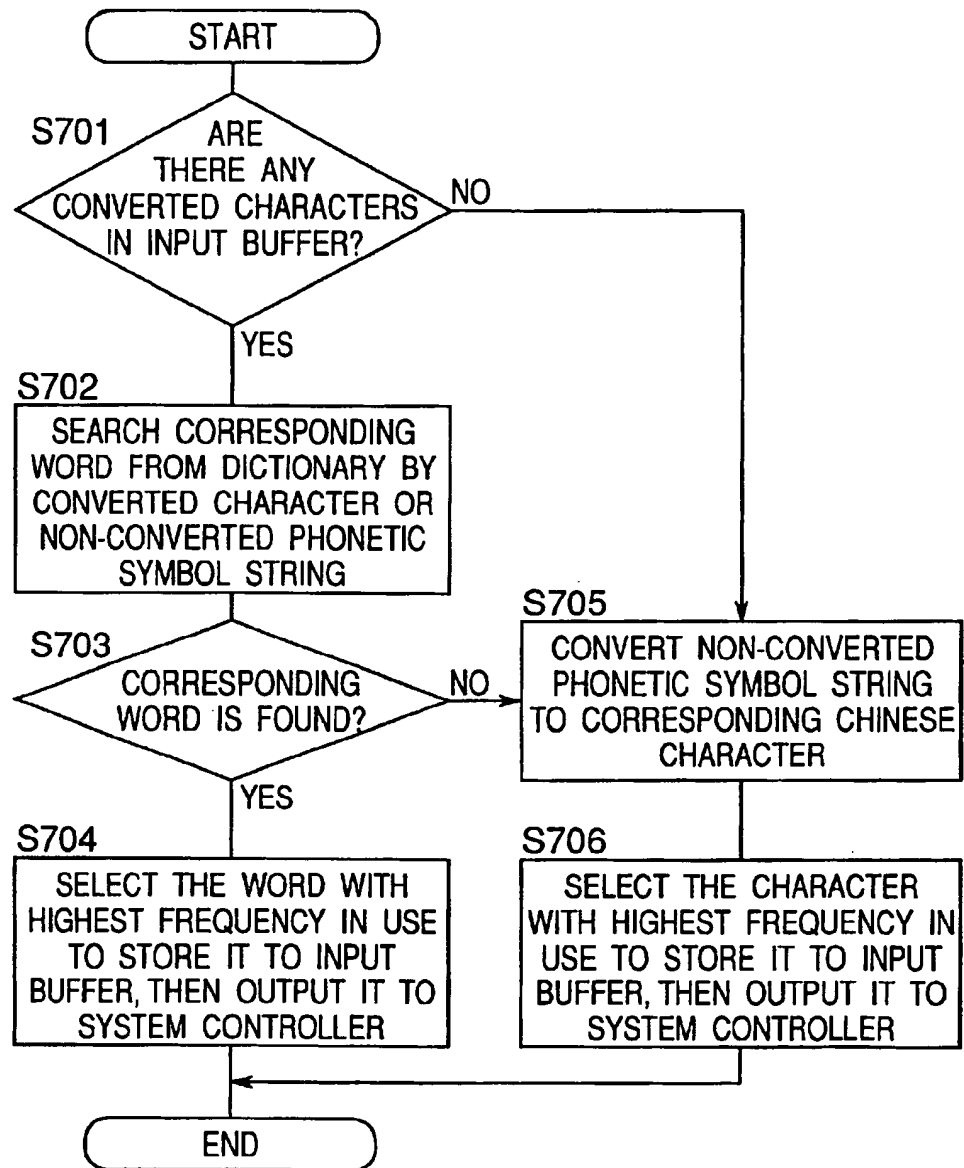 START
S701
ARE
THERE ANY
CONVERTED CHARACTERS
IN INPUT BUFFER?
NO
YES
S702
SEARCH CORRESPONDING
WORD FROM DICTIONARY BY
CONVERTED CHARACTER OR
NON-CONVERTED PHONETIC
SYMBOL STRING
S703
CORRESPONDING
WORD IS FOUND?
NO
YES
S705
CONVERT NON-CONVERTED
PHONETIC SYMBOL STRING
TO CORRESPONDING CHINESE
CHARACTER
S704
SELECT THE WORD WITH
HIGHEST FREQUENCY IN USE
TO STORE IT TO INPUT
BUFFER, THEN OUTPUT IT TO
SYSTEM CONTROLLER
S706
SELECT THE CHARACTER
WITH HIGHEST FREQUENCY IN
USE TO STORE IT TO INPUT
BUFFER, THEN OUTPUT IT TO
SYSTEM CONTROLLER
END